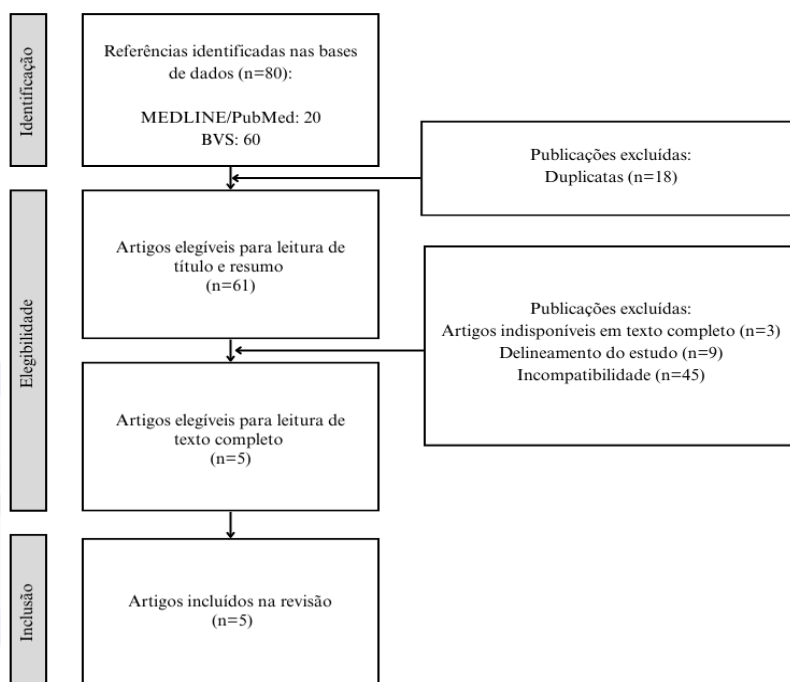 Identificação
Referências identificadas nas bases
de dados (n=80):
MEDLINE/PubMed: 20
BVS: 60
Publicações excluídas:
Duplicatas (n=18)
Elegibilidade
Artigos elegíveis para leitura de
título e resumo
(n=61)
Publicações excluídas:
Artigos indisponíveis em texto completo (n=3)
Delineamento do estudo (n=9)
Incompatibilidade (n=45)
Artigos elegíveis para leitura de
texto completo
(n=5)
Inclusão
Artigos incluídos na revisão
(n=5)